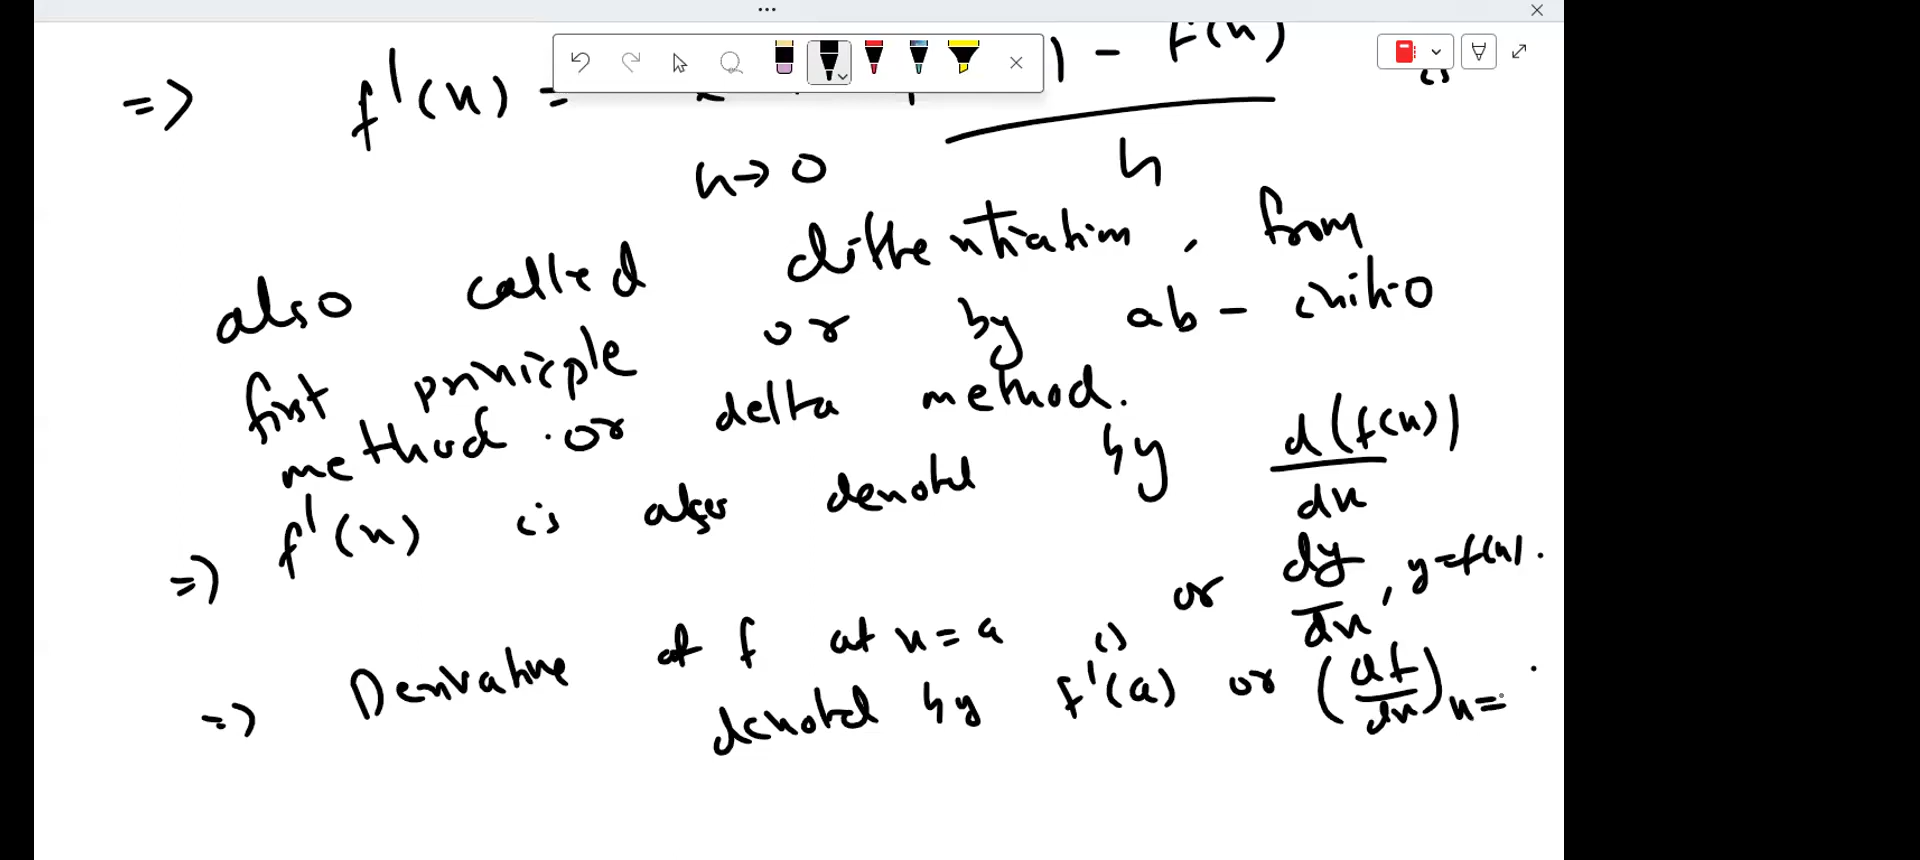 => f'(x) = ) - f(x) is
h→0 h
also called differentiation, from
first principle or by ab-initio
method or delta method.
=> f'(x) is also denoted by d(f(x))/dx
or dy/dx, y=f(x).
=> Derivative of f at x=a is
denoted by f'(a) or (df/dx)x=